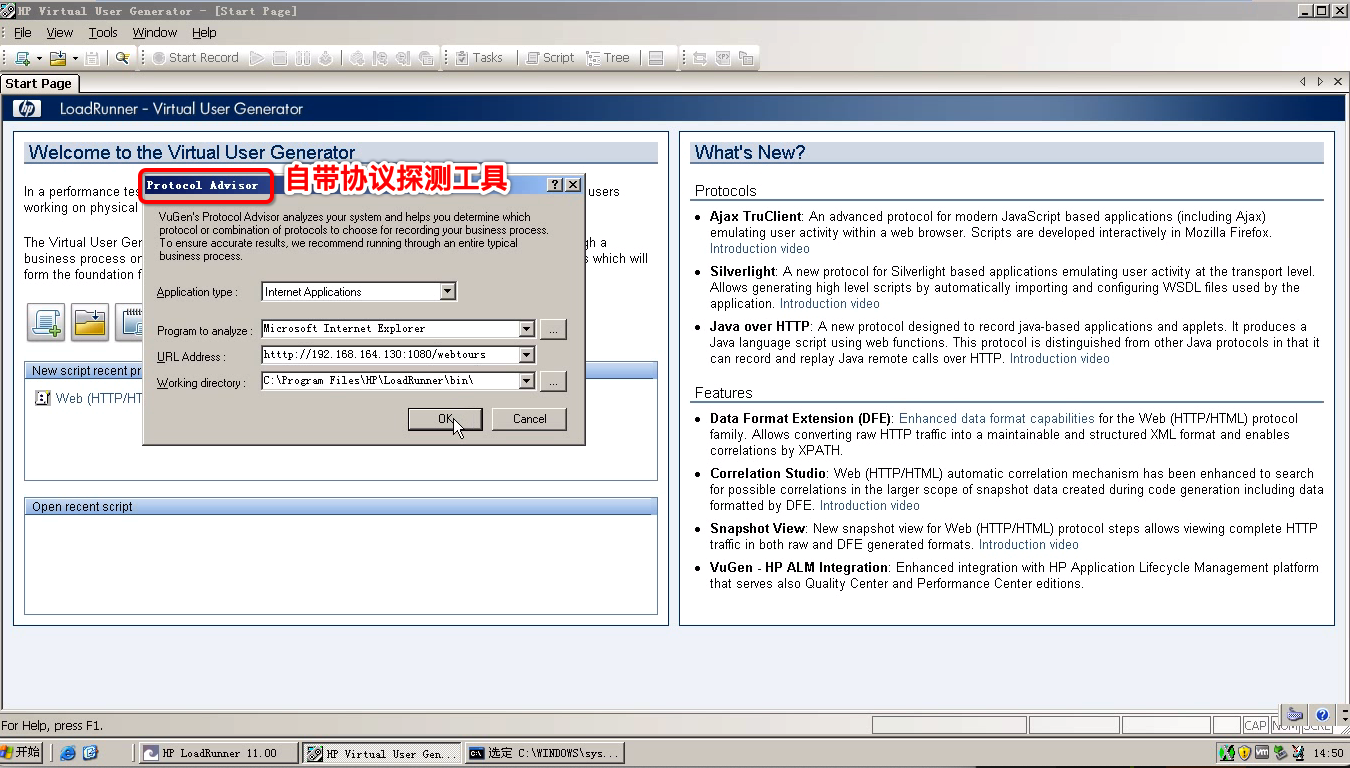 HP Virtual User Generator - [Start Page]
File View Tools Window Help
Start Record Tasks Script Tree
Start Page
hp LoadRunner - Virtual User Generator
Welcome to the Virtual User Generator
In a performance tes
users
working on physical
The Virtual User Gen
gh a
business process on
s which will
form the foundation f
Protocol Advisor
自带协议探测工具
VuGen's Protocol Advisor analyzes your system and helps you determine which
protocol or combination of protocols to choose for recording your business process.
To ensure accurate results, we recommend running through an entire typical
business process.
Application type : Internet Applications
Program to analyze : Microsoft Internet Explorer ...
URL Address : htttp://192.168.164.130:1080/webtours
Working directory : C:\Program Files\HP\LoadRunner\bin\ ...
OK Cancel
New script recent pr
Web (HTTP/HT
Open recent script
What's New?
Protocols
• Ajax TruClient: An advanced protocol for modern JavaScript based applications (including Ajax)
emulating user activity within a web browser. Scripts are developed interactively in Mozilla Firefox.
Introduction video
• Silverlight: A new protocol for Silverlight based applications emulating user activity at the transport level.
Allows generating high level scripts by automatically importing and configuring WSDL files used by the
application. Introduction video
• Java over HTTP: A new protocol designed to record java-based applications and applets. It produces a
Java language script using web functions. This protocol is distinguished from other Java protocols in that it
can record and replay Java remote calls over HTTP. Introduction video
Features
• Data Format Extension (DFE): Enhanced data format capabilities for the Web (HTTP/HTML) protocol
family. Allows converting raw HTTP traffic into a maintainable and structured XML format and enables
correlations by XPATH.
• Correlation Studio: Web (HTTP/HTML) automatic correlation mechanism has been enhanced to search
for possible correlations in the larger scope of snapshot data created during code generation including data
formatted by DFE. Introduction video
• Snapshot View: New snapshot view for Web (HTTP/HTML) protocol steps allows viewing complete HTTP
traffic in both raw and DFE generated formats. Introduction video
• VuGen - HP ALM Integration: Enhanced integration with HP Application Lifecycle Management platform
that serves also Quality Center and Performance Center editions.
For Help, press F1.
CAP NUM SCRL
开始 HP LoadRunner 11.00 HP Virtual User Gen... 选定 C:\WINDOWS\sys... 14:50